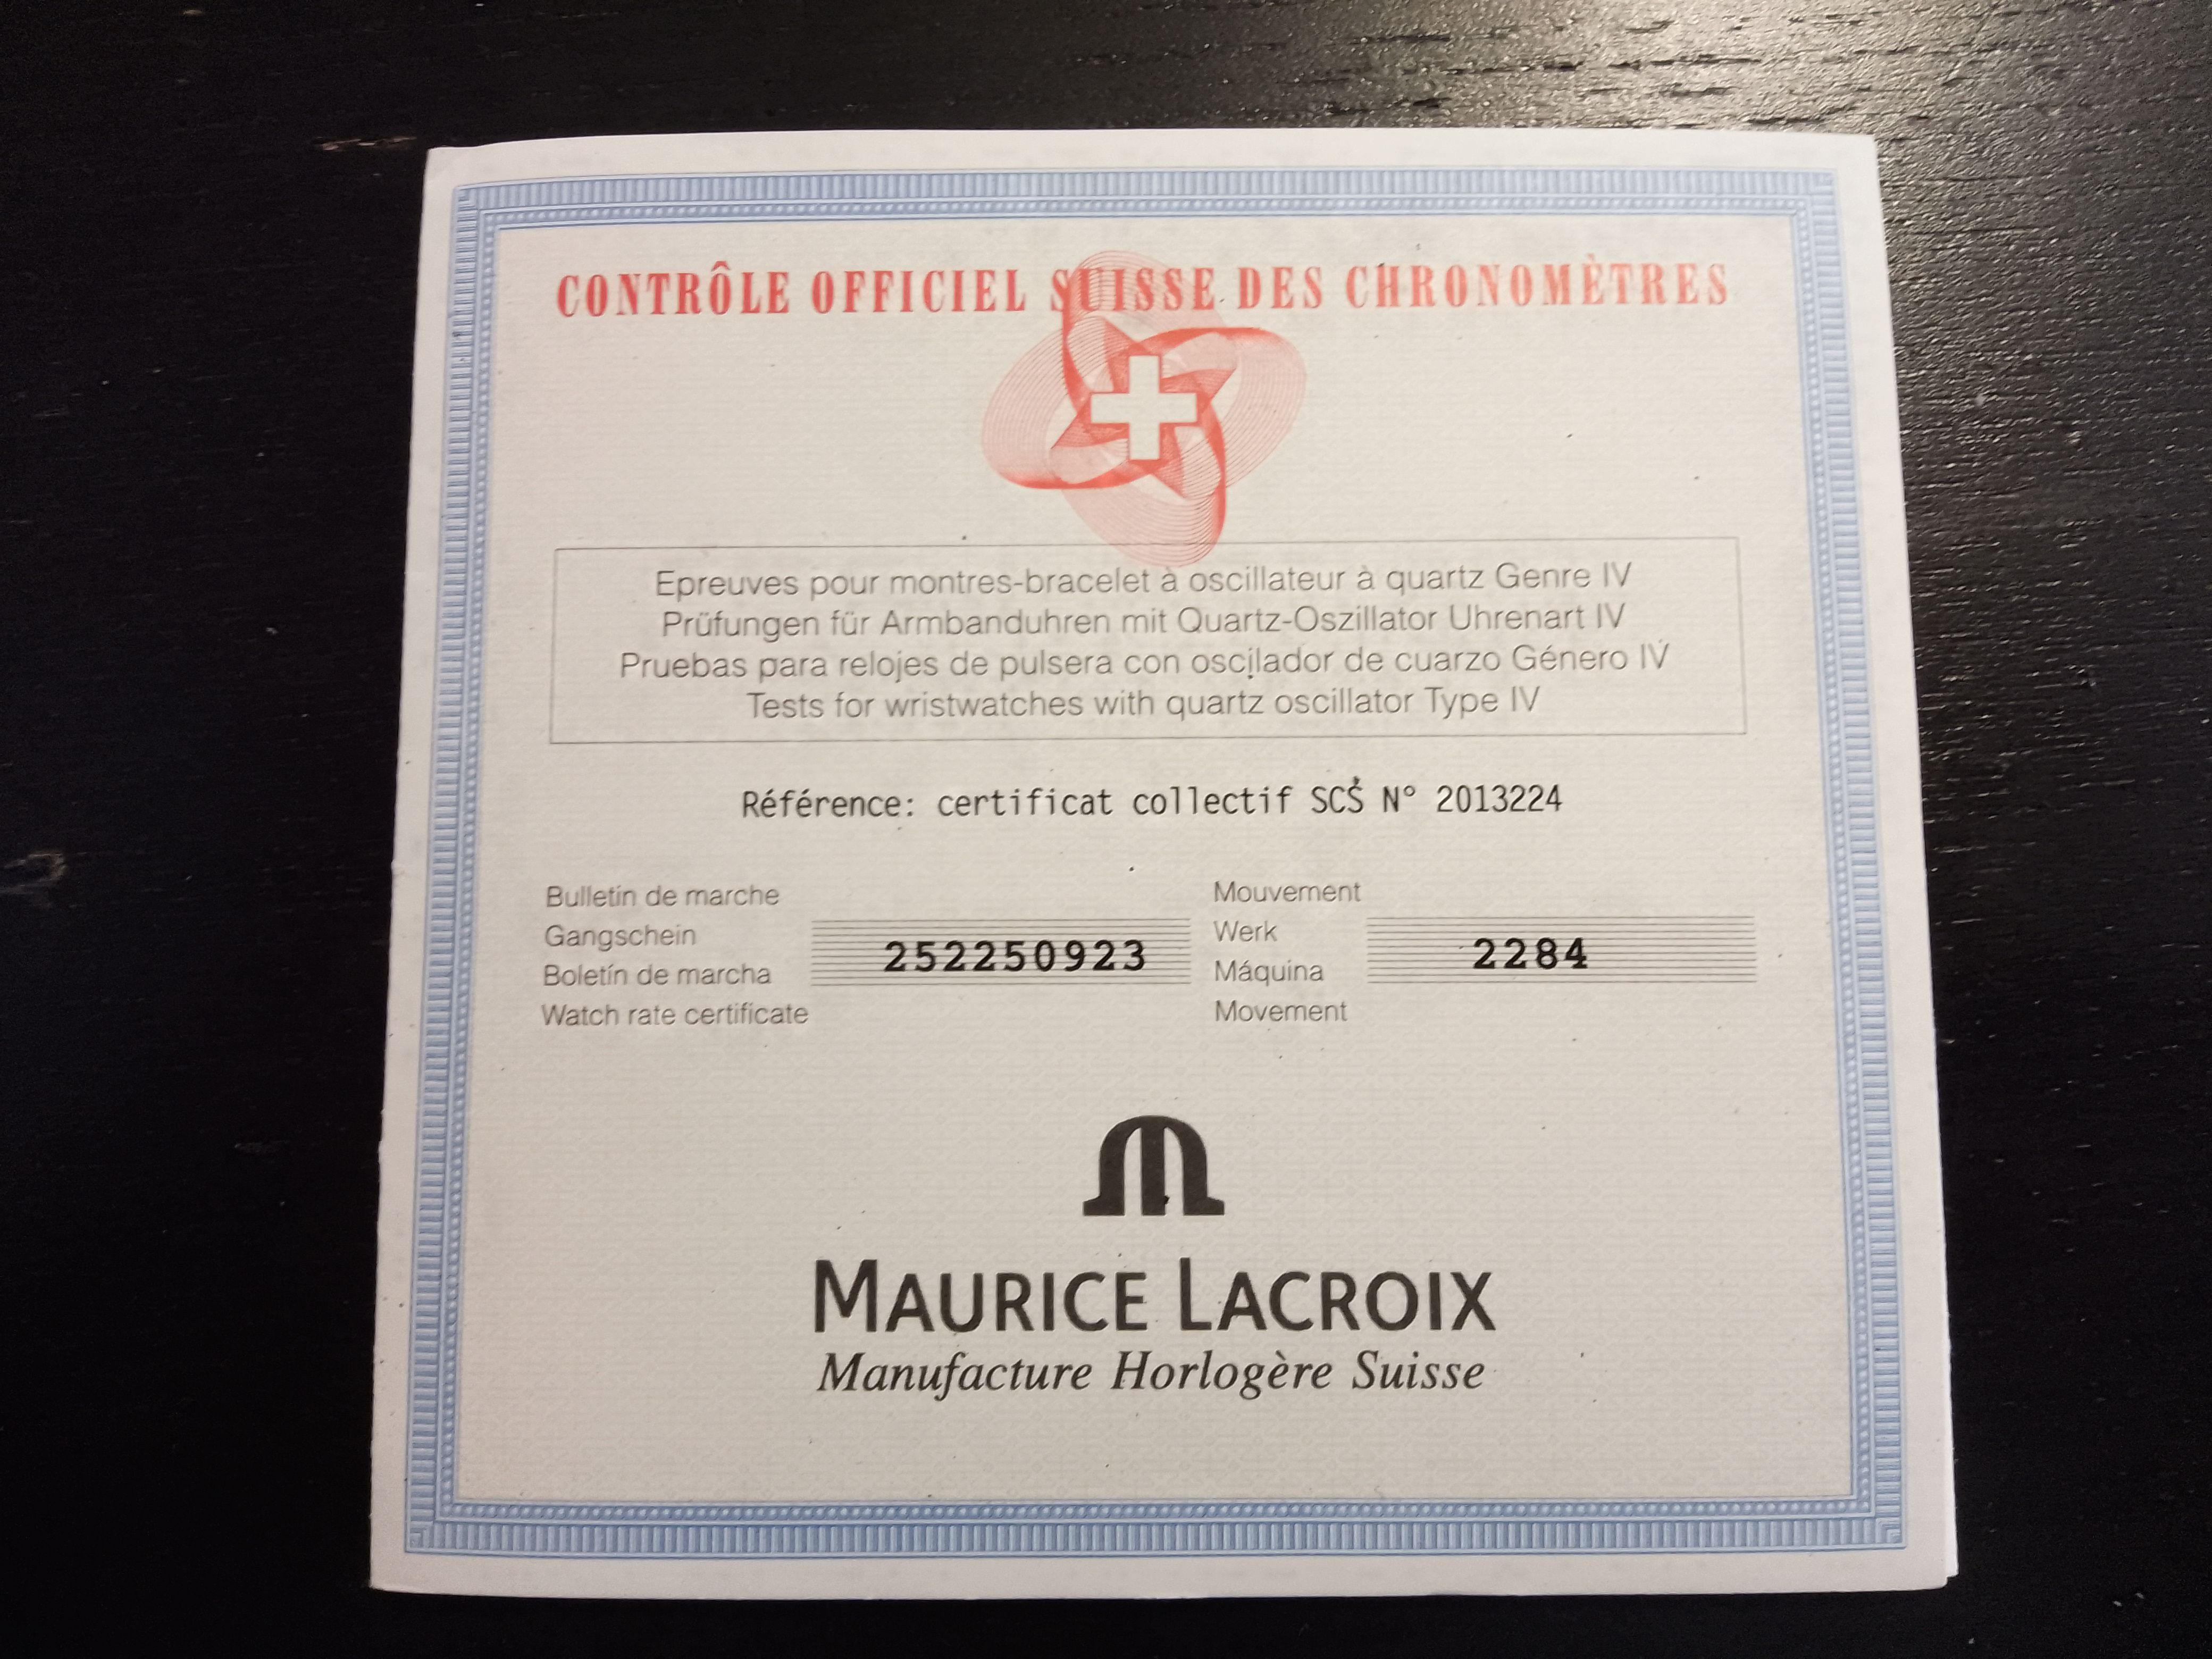 CONTRÔLE OFFICIEL SUISSE DES CHRONOMÈTRES
Epreuves pour montres-bracelet à oscillateur à quartz Genre IV
Prüfungen für Armbanduhren mit Quartz-Oszillator Uhrenart IV
Pruebas para relojes de pulsera con oscilador de cuarzo Género IV
Tests for wristwatches with quartz oscillator Type IV
Référence: certificat collectif SCS N° 2013224
Bulletin de marche
Gangschein
Boletín de marcha
Watch rate certificate
252250923
Mouvement
Werk
Máquina
Movement
2284
MAURICE LACROIX
Manufacture Horlogère Suisse